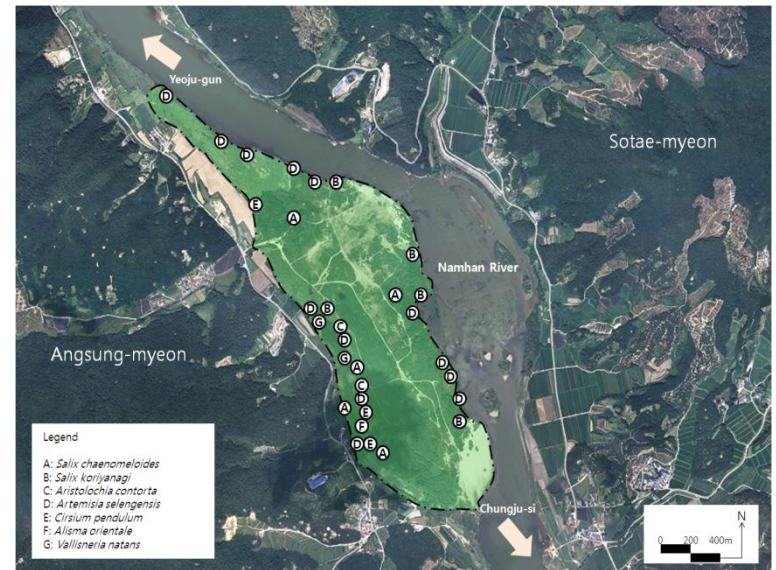 Yeoju-gun
D
Sotae-myeon
D
D
D
D
B
E
A
B
Namhan River
A
B
D
B
D
G
C
D
Angsung-myeon
G
A
D
D
C
D
D
A
E
B
F
D
E
A
Legend
A: Salix chaenomeloides
B: Salix koriyanagi
C: Aristolochia contorta
D: Artemisia selengensis
E: Cirsium pendulum
F: Alisma orientale
G: Vallisneria natans
Chungju-si
N
0 200 400m